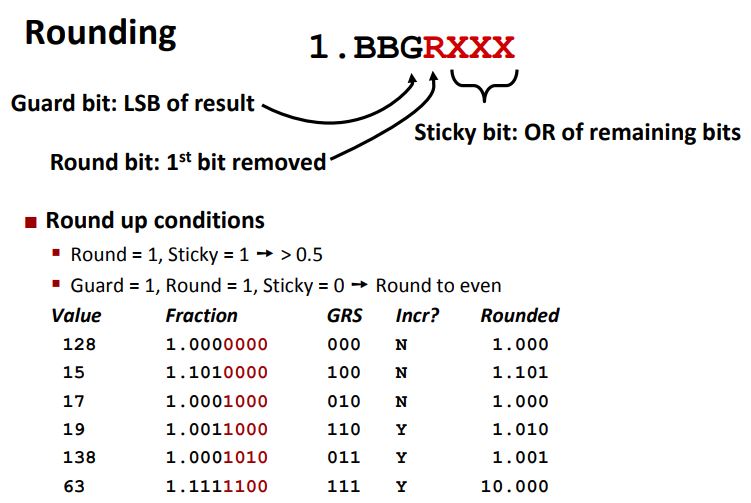 Rounding
1.BBGRXXX
Guard bit: LSB of result
Sticky bit: OR of remaining bits
Round bit: 1st bit removed
Round up conditions
Round = 1, Sticky = 1 ➙ > 0.5
Guard = 1, Round = 1, Sticky = 0 ➙ Round to even
Value Fraction GRS Incr? Rounded
128 1.0000000 000 N 1.000
15 1.1010000 100 N 1.101
17 1.0001000 010 N 1.000
19 1.0011000 110 Y 1.010
138 1.0001010 011 Y 1.001
63 1.1111100 111 Y 10.000